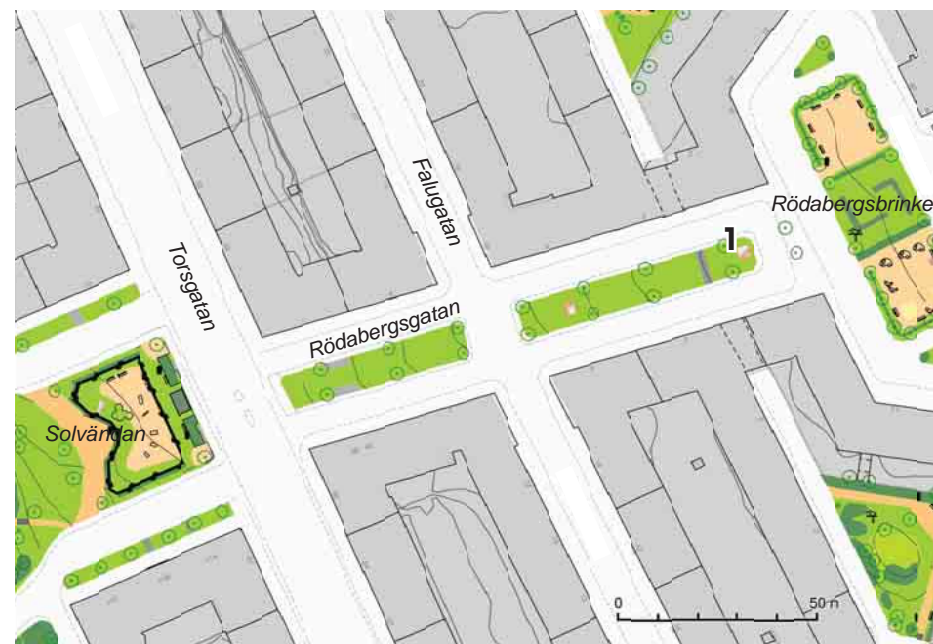 Falugatan
Rödabergsbrinke
1
Torsgatan
Rödabergsgatan
Solvändan
0 50 n